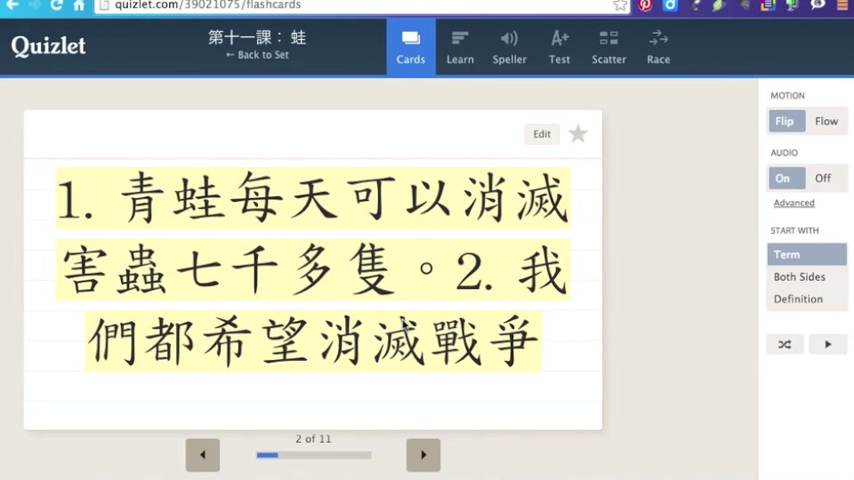 quizlet.com/39021075/flashcards
Quizlet
第十一課： 蛙
← Back to Set
Cards
Learn
Speller
Test
Scatter
Race
Edit
1. 青蛙每天可以消滅
害蟲七千多隻。2. 我
們都希望消滅戰爭
2 of 11
MOTION
Flip
Flow
AUDIO
On
Off
Advanced
START WITH
Term
Both Sides
Definition